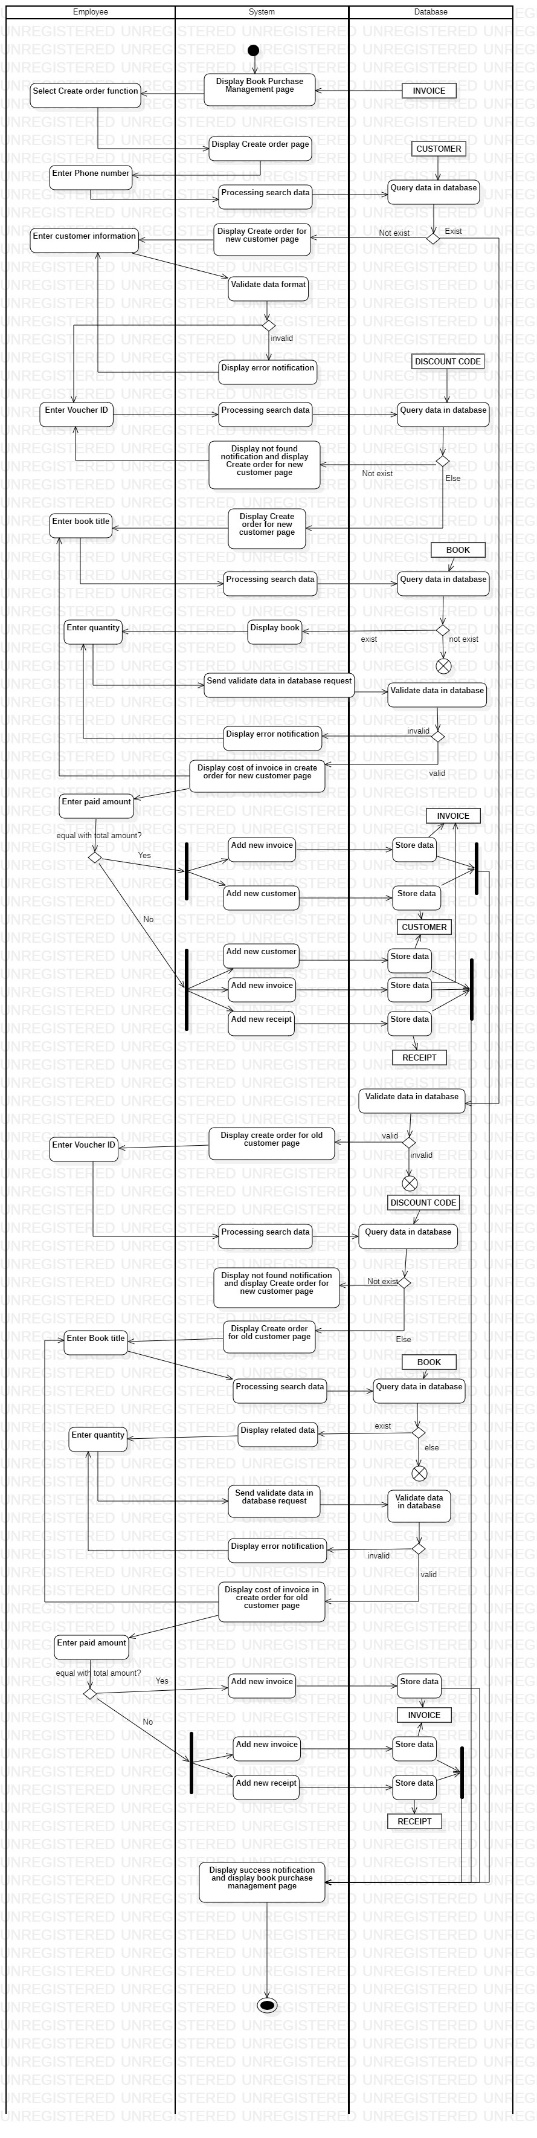 Employee
System
Database
Display Book Purchase
Management page
Select Create order function
INVOICE
Display Create order page
CUSTOMER
Enter Phone number
Processing search data
Query data in database
Enter customer information
Display Create order for
new customer page
Not exist
Exist
Validate data format
invalid
Display error notification
DISCOUNT CODE
Enter Voucher ID
Processing search data
Query data in database
Display not found
notification and display
Create order for new
customer page
Not exist
Else
Enter book title
Display Create
order for new
customer page
BOOK
Processing search data
Query data in database
Enter quantity
Display book
exist
not exist
Send validate data in database request
Validate data in database
Display error notification
invalid
Display cost of invoice in create
order for new customer page
valid
Enter paid amount
INVOICE
equal with total amount?
Yes
Add new invoice
Store data
Add new customer
Store data
No
CUSTOMER
Add new customer
Store data
Add new invoice
Store data
Add new receipt
Store data
RECEIPT
Validate data in database
Enter Voucher ID
Display create order for old
customer page
valid
invalid
DISCOUNT CODE
Processing search data
Query data in database
Display not found notification
and display Create order for
new customer page
Not exist
Enter Book title
Display Create order
for old customer page
Else
BOOK
Processing search data
Query data in database
Enter quantity
Display related data
exist
else
Send validate data in
database request
Validate data
in database
Display error notification
invalid
valid
Display cost of invoice in
create order for old
customer page
Enter paid amount
equal with total amount?
Yes
Add new invoice
Store data
INVOICE
No
Add new invoice
Store data
Add new receipt
Store data
RECEIPT
Display success notification
and display book purchase
management page